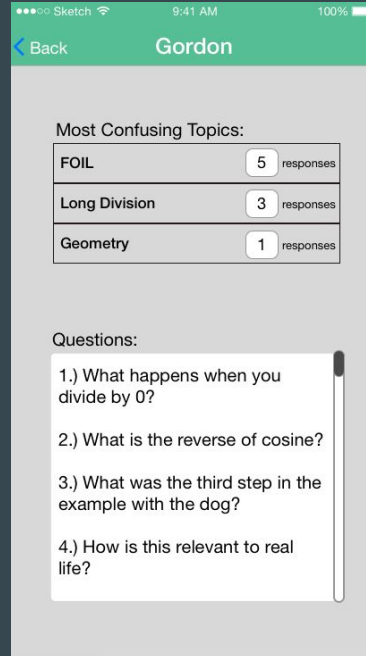 Sketch 9:41 AM 100%
Back Gordon
Most Confusing Topics:
FOIL 5 responses
Long Division 3 responses
Geometry 1 responses
Questions:
1.) What happens when you
divide by 0?
2.) What is the reverse of cosine?
3.) What was the third step in the
example with the dog?
4.) How is this relevant to real
life?